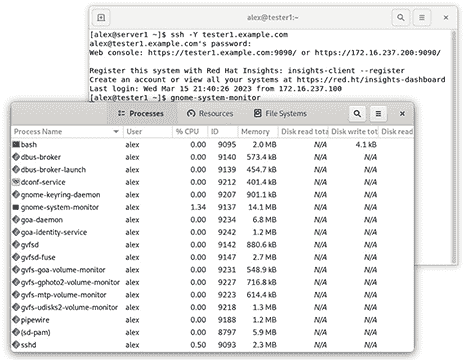 alex@tester1:~
[alex@server1 ~]$ ssh -Y tester1.example.com
alex@tester1.example.com's password:
Web console: https://tester1.example.com:9090/ or https://172.16.237.200:9090/
Register this system with Red Hat Insights: insights-client --register
Create an account or view all your systems at https://red.ht/insights-dashboard
Last login: Wed Mar 15 21:40:26 2023 from 172.16.237.100
[alex@tester1 ~]$ gnome-system-monitor
Processes Resources File Systems
Process Name User % CPU ID Memory Disk read tota Disk write tot Disk read
bash alex 0.00 9095 2.0 MB N/A 4.1 kB N/A
dbus-broker alex 0.00 9140 573.4 kB N/A N/A N/A
dbus-broker-launch alex 0.00 9139 454.7 kB N/A N/A N/A
dconf-service alex 0.00 9212 401.4 kB N/A N/A N/A
gnome-keyring-daemon alex 0.00 9207 901.1 kB N/A N/A N/A
gnome-system-monitor alex 1.34 9137 14.1 MB N/A N/A N/A
goa-daemon alex 0.00 9234 6.8 MB N/A N/A N/A
goa-identity-service alex 0.00 9242 1.2 MB N/A N/A N/A
gvfsd alex 0.00 9142 880.6 kB N/A N/A N/A
gvfsd-fuse alex 0.00 9147 2.7 MB N/A N/A N/A
gvfs-goa-volume-monitor alex 0.00 9231 548.9 kB N/A N/A N/A
gvfs-gphoto2-volume-monitor alex 0.00 9227 716.8 kB N/A N/A N/A
gvfs-mtp-volume-monitor alex 0.00 9223 614.4 kB N/A N/A N/A
gvfs-udisks2-volume-monitor alex 0.00 9218 1.3 MB N/A N/A N/A
pipewire alex 0.00 9188 1.2 MB N/A N/A N/A
(sd-pam) alex 0.00 8797 5.9 MB N/A N/A N/A
sshd alex 0.50 9093 2.3 MB N/A N/A N/A